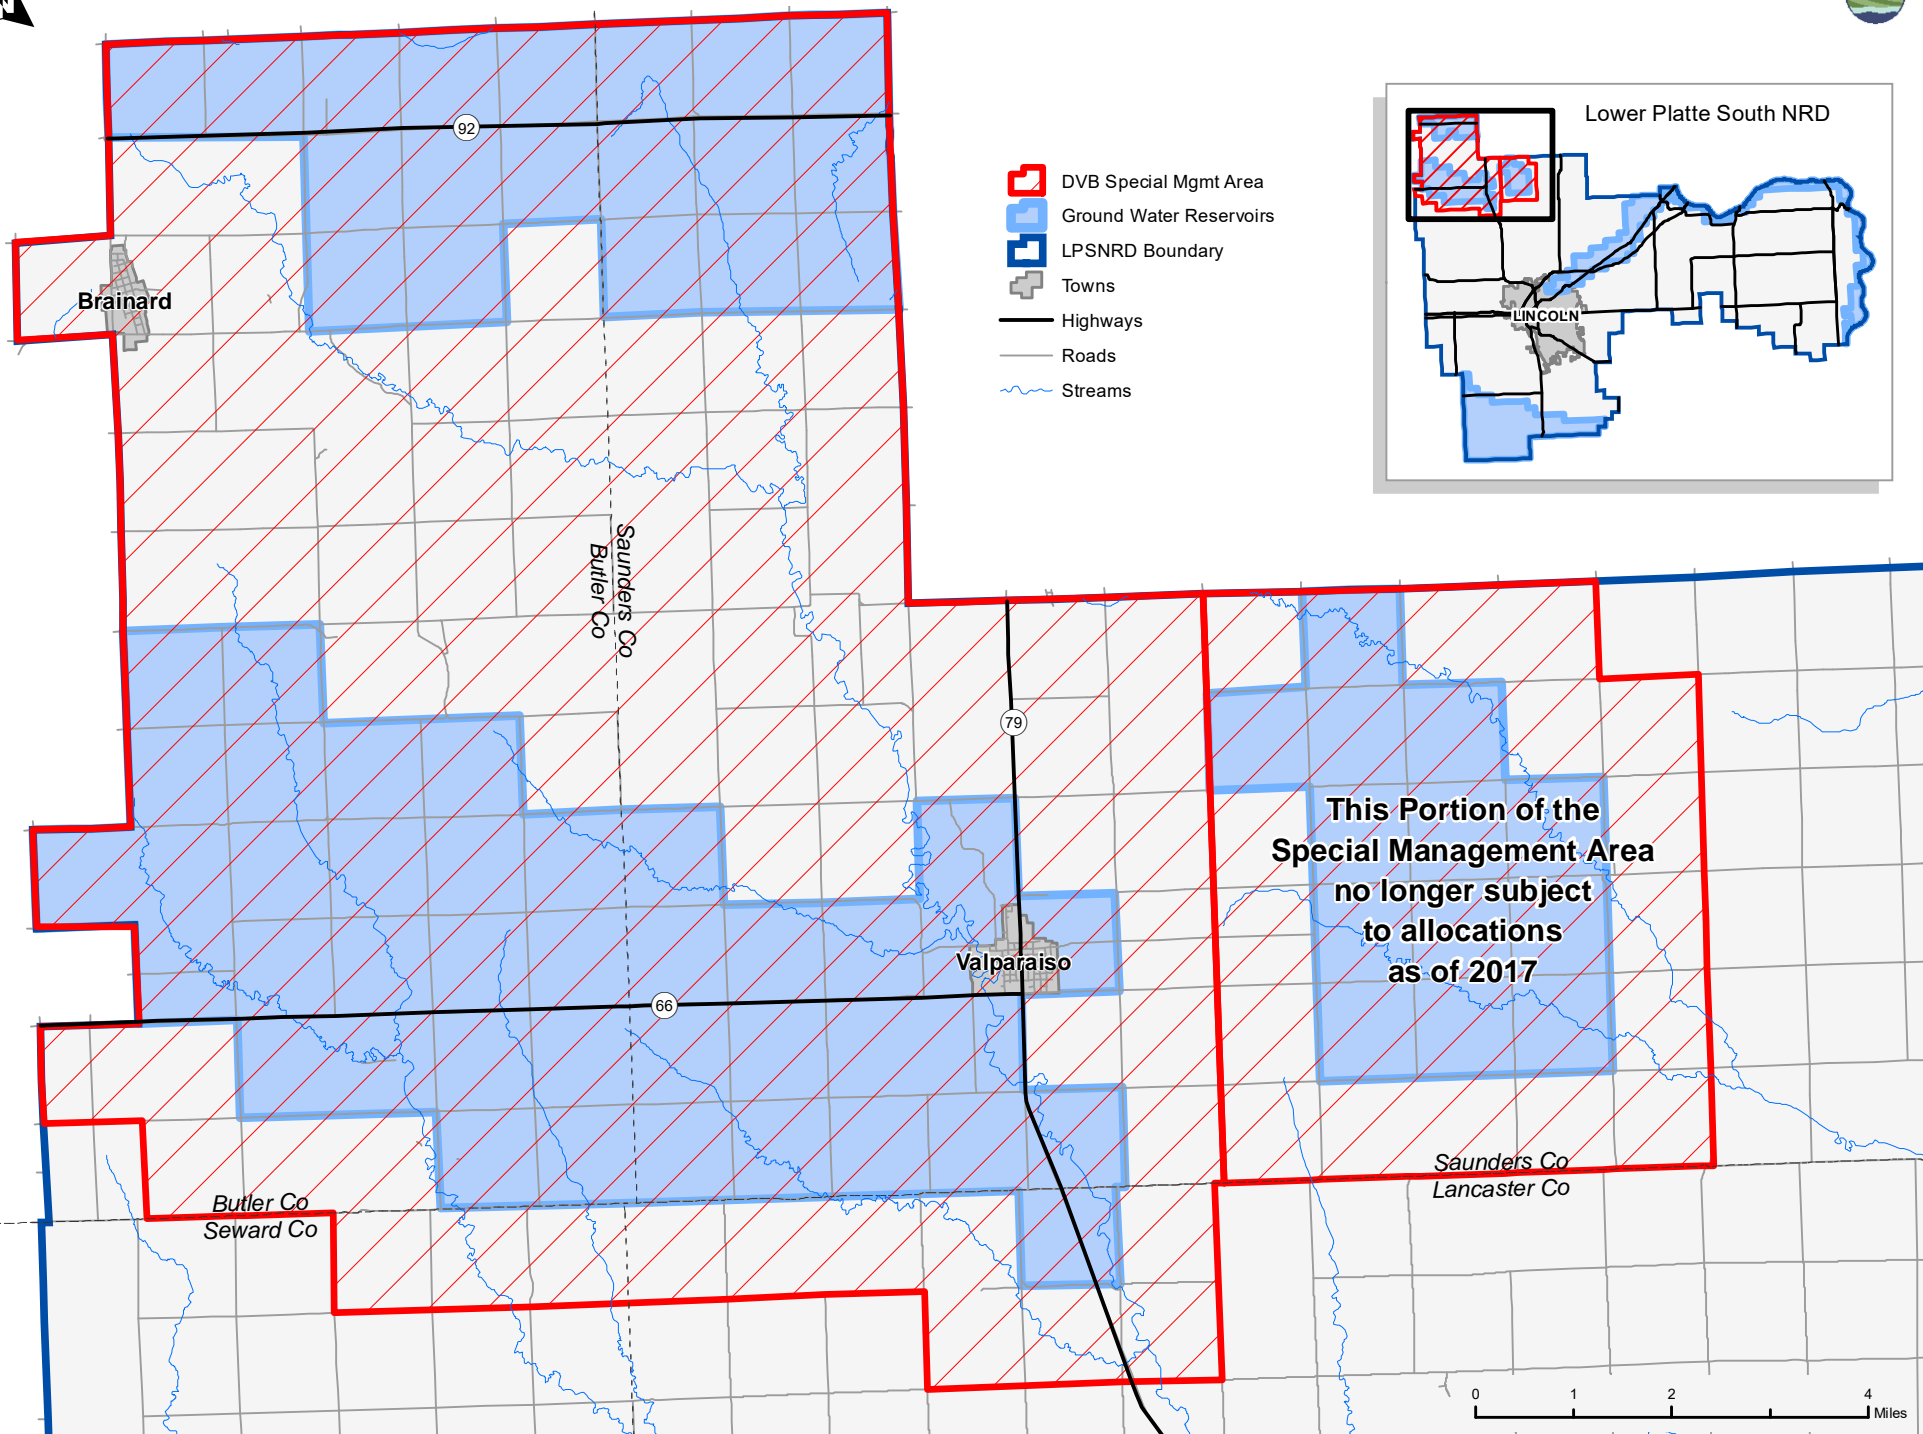 N
92
Brainard
DVB Special Mgmt Area
Ground Water Reservoirs
LPSNRD Boundary
Towns
Highways
Roads
Streams
Lower Platte South NRD
LINCOLN
Saunders Co
Butler Co
79
This Portion of the
Special Management Area
no longer subject
to allocations
as of 2017
Valparaiso
66
Butler Co
Seward Co
Saunders Co
Lancaster Co
0 1 2 4
Miles